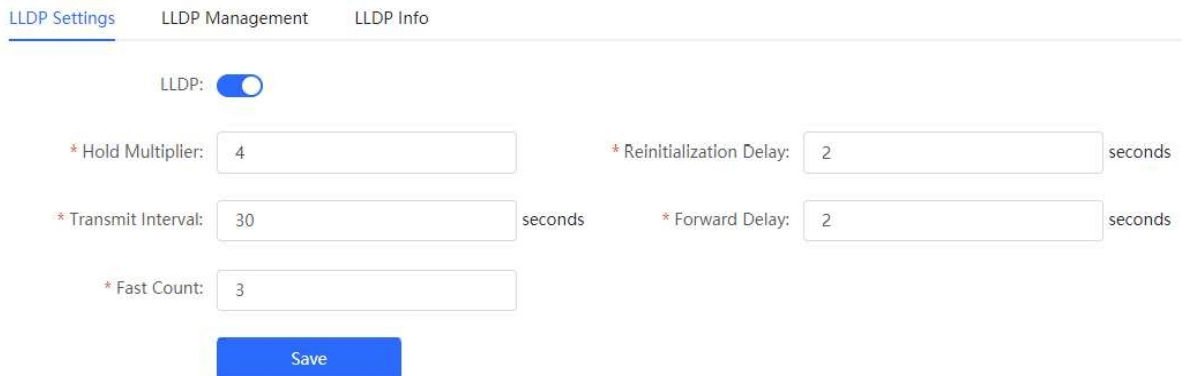 LLDP Settings LLDP Management LLDP Info
LLDP:
* Hold Multiplier: 4 * Reinitialization Delay: 2 seconds
* Transmit Interval: 30 seconds * Forward Delay: 2 seconds
* Fast Count: 3
Save